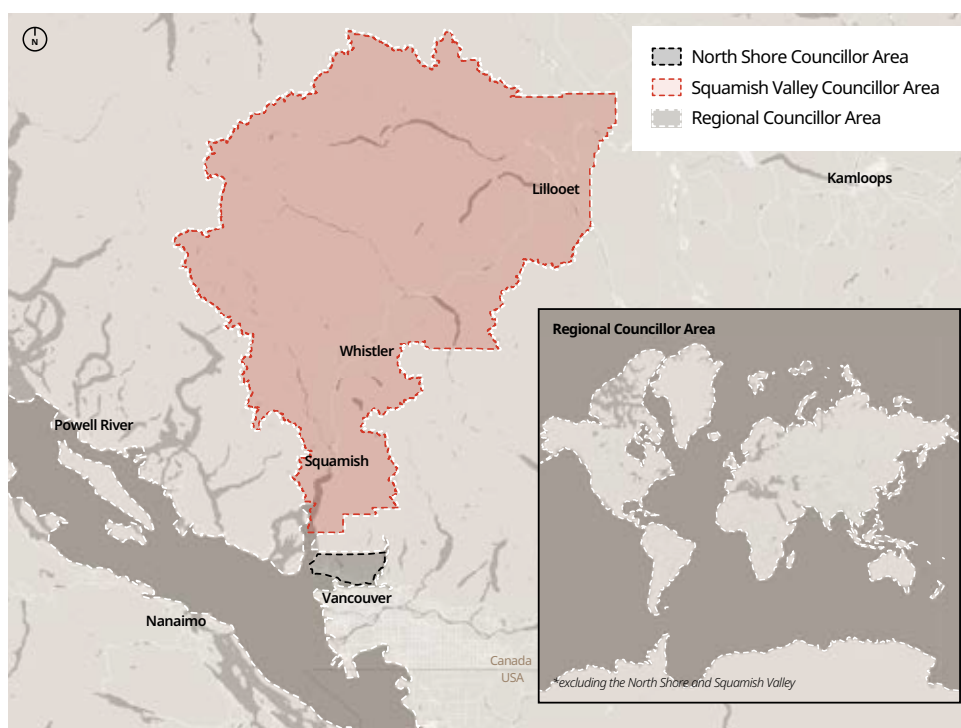 N
North Shore Councillor Area
Squamish Valley Councillor Area
Regional Councillor Area
Kamloops
Lillooet
Whistler
Powell River
Squamish
Vancouver
Nanaimo
Canada
USA
Regional Councillor Area
*excluding the North Shore and Squamish Valley